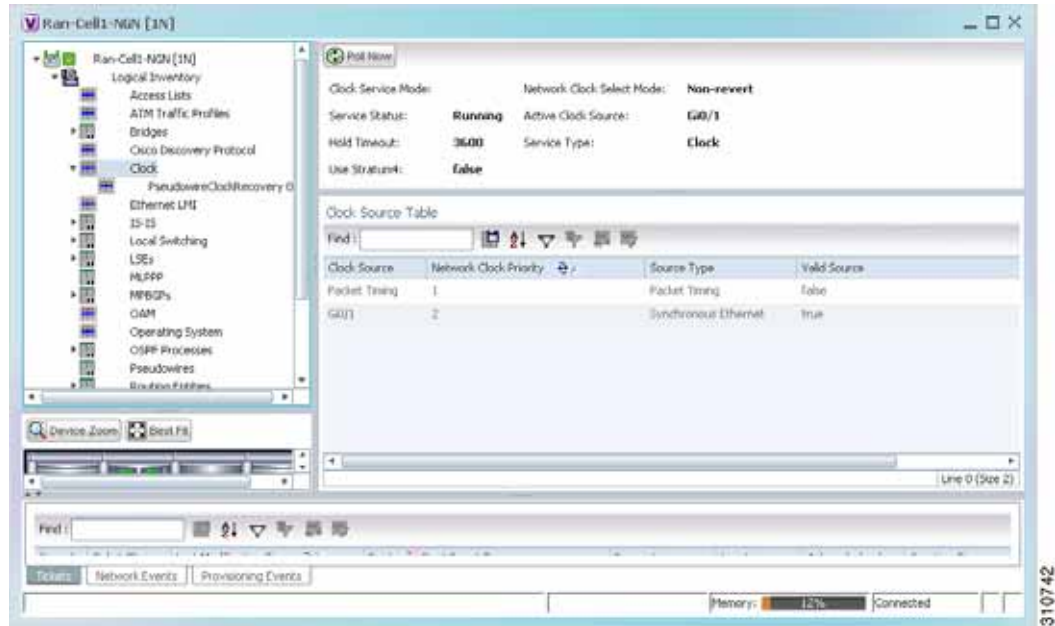 Ran-Cell1-NGN [1N]
Ran-Cell1-NGN [1N]
Logical Inventory
Access Lists
ATM Traffic Profiles
Bridges
Cisco Discovery Protocol
Clock
PseudowireClockRecovery 0
Ethernet LMI
IS-IS
Local Switching
LSEs
MLPPP
MPBGPs
OAM
Operating System
OSPF Processes
Pseudowires
Routing Entities
Device Zoom
Best Fit
Poll Now
Clock Service Mode: Network Clock Select Mode: Non-revert
Service Status: Running Active Clock Source: Gi0/1
Hold Timeout: 3600 Service Type: Clock
Use Stratum4: false
Clock Source Table
Find :
Clock Source Network Clock Priority Source Type Valid Source
Packet Timing 1 Packet Timing false
Gi0/1 2 Synchronous Ethernet true
Line 0 (Size 2)
Find :
Tickets Network Events Provisioning Events
Memory: 12% Connected
310742